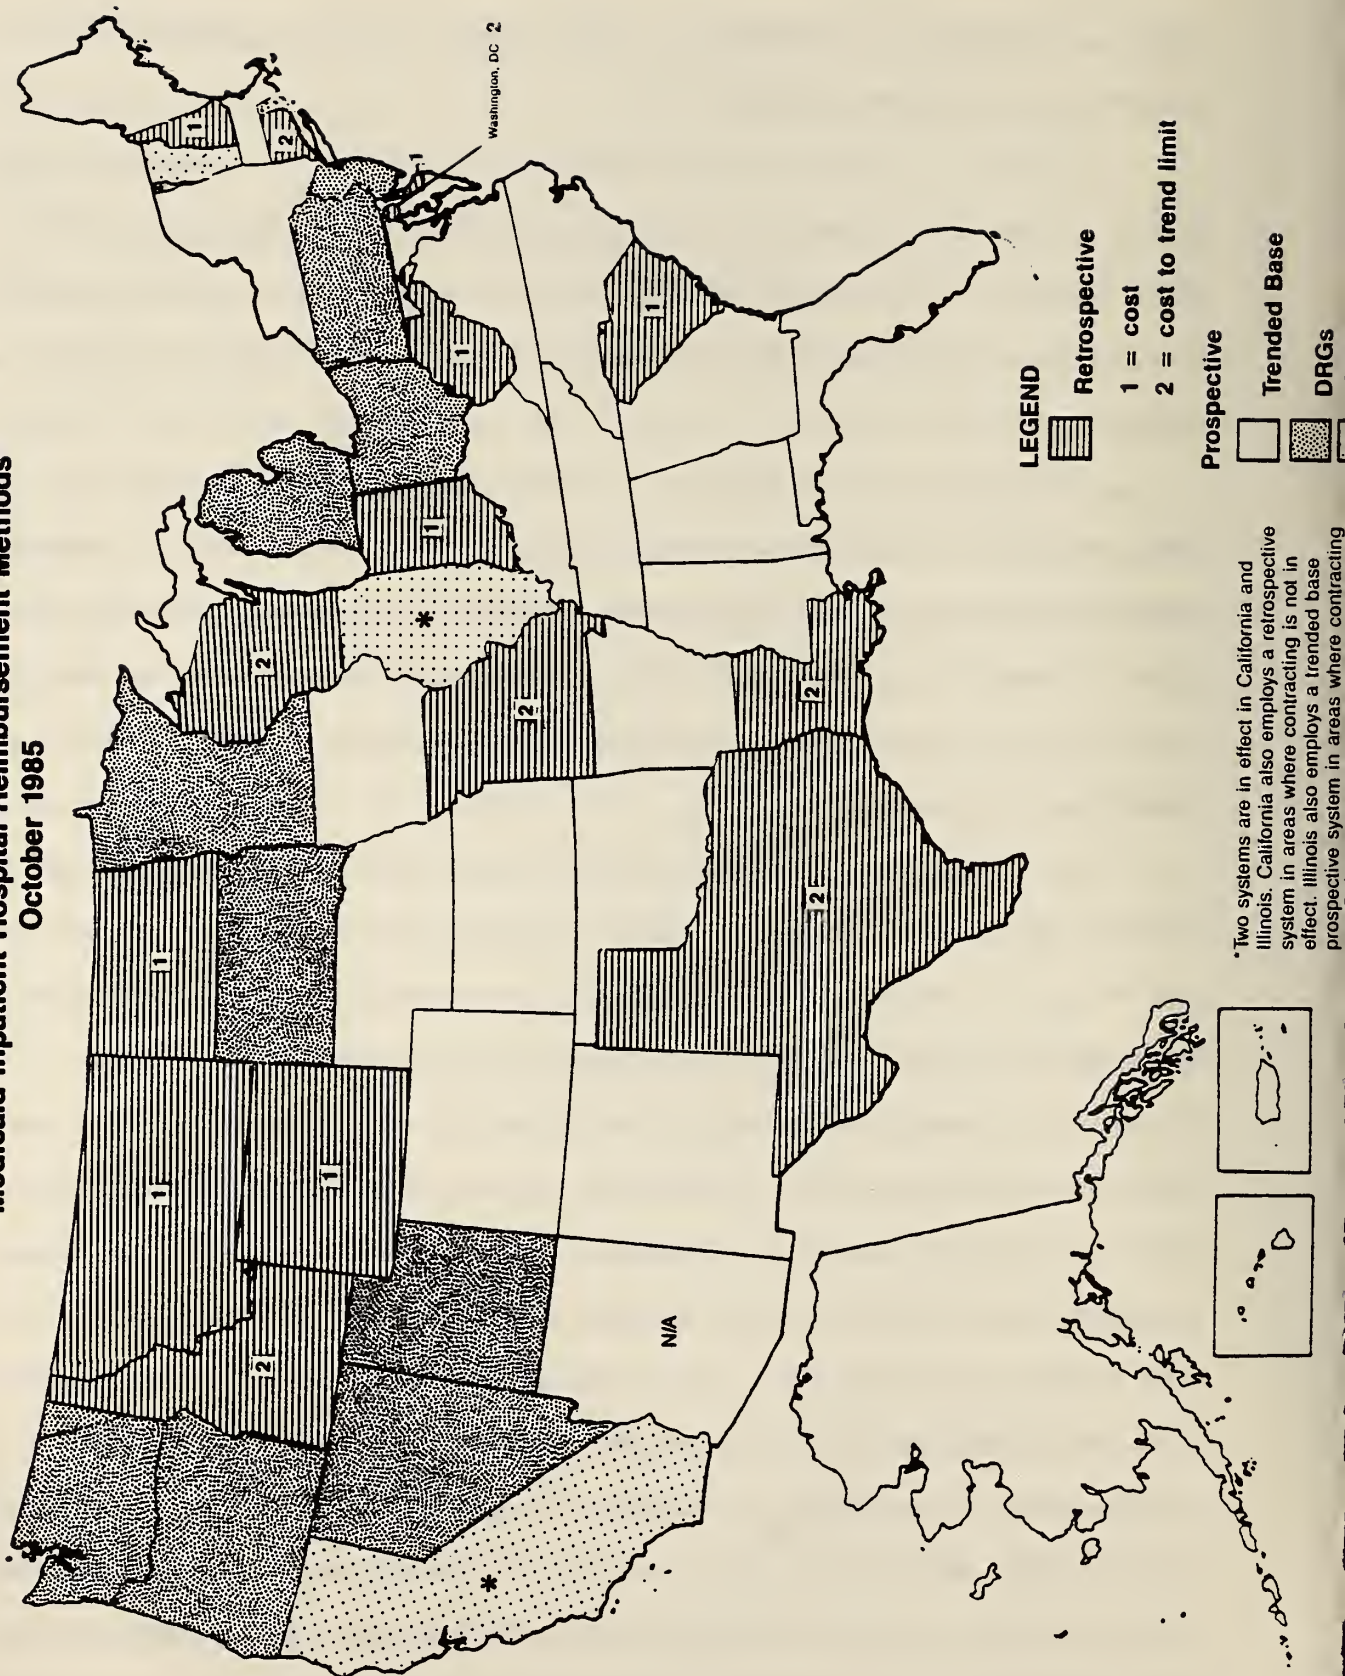 Medicaid Inpatient Hospital Reimbursement Methods
October 1985
Washington, DC 2
1
2
1
1
1
1
2
*
2
2
2
1
1
1
2
N/A
*
LEGEND
Retrospective
1 = cost
2 = cost to trend limit
Prospective
Trended Base
DRGs
*Two systems are in effect in California and
Illinois. California also employs a retrospective
system in areas where contracting is not in
effect. Illinois also employs a trended base
prospective system in areas where contracting